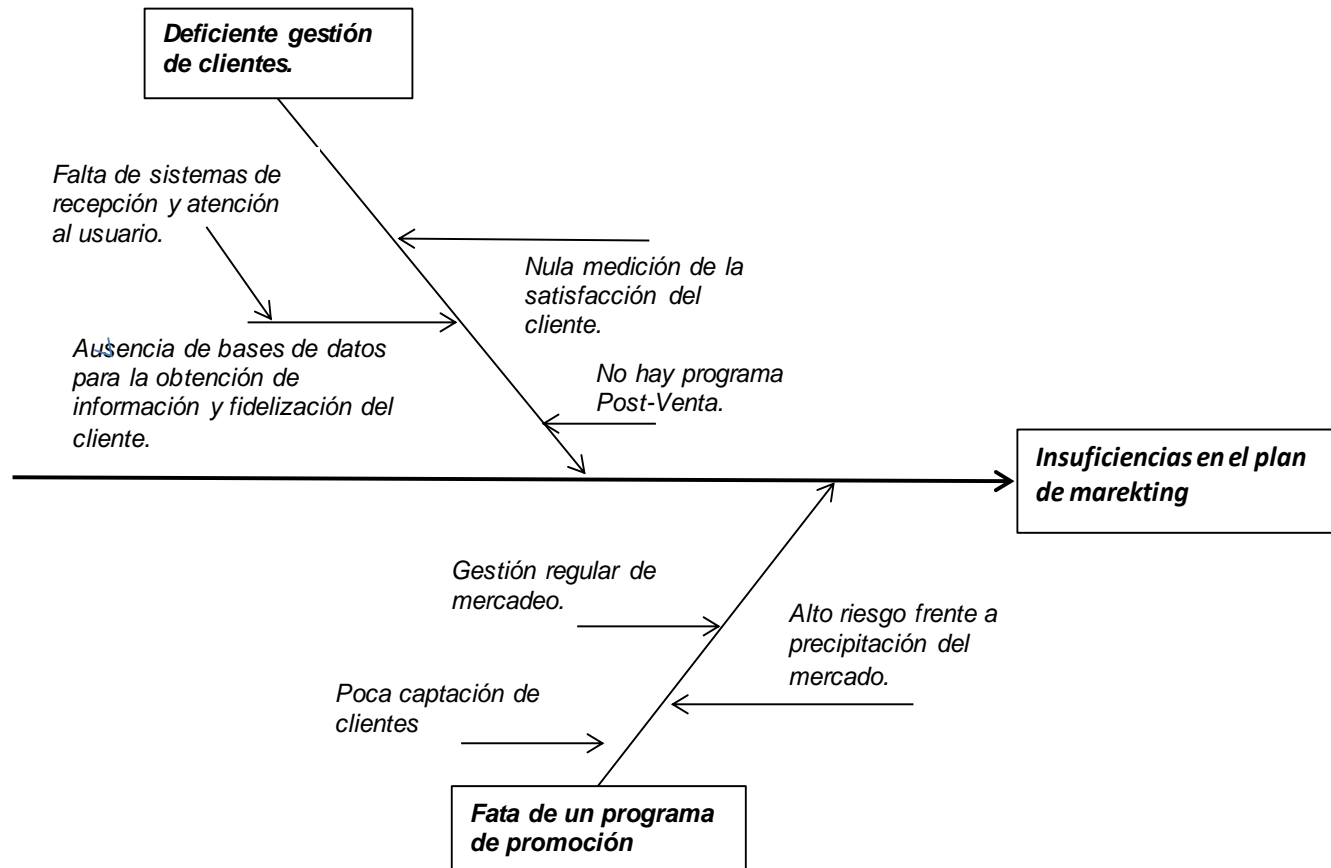 Deficiente gestión
de clientes.
Falta de sistemas de
recepción y atención
al usuario.
Nula medición de la
satisfacción del
cliente.
Ausencia de bases de datos
para la obtención de
información y fidelización del
cliente.
No hay programa
Post-Venta.
Insuficiencias en el plan
de marekting
Gestión regular de
mercadeo.
Alto riesgo frente a
precipitación del
mercado.
Poca captación de
clientes
Fata de un programa
de promoción